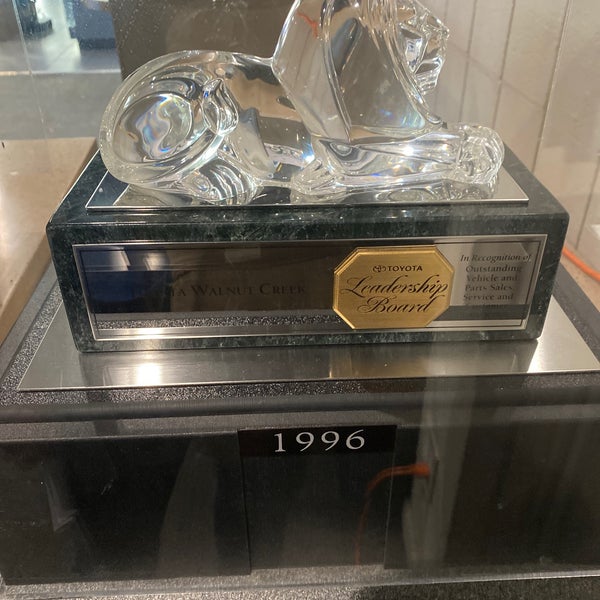 Walnut Creek
TOYOTA
Leadership
Board
In Recognition of
Outstanding
Vehicle and
Parts Sales,
Service and
1996